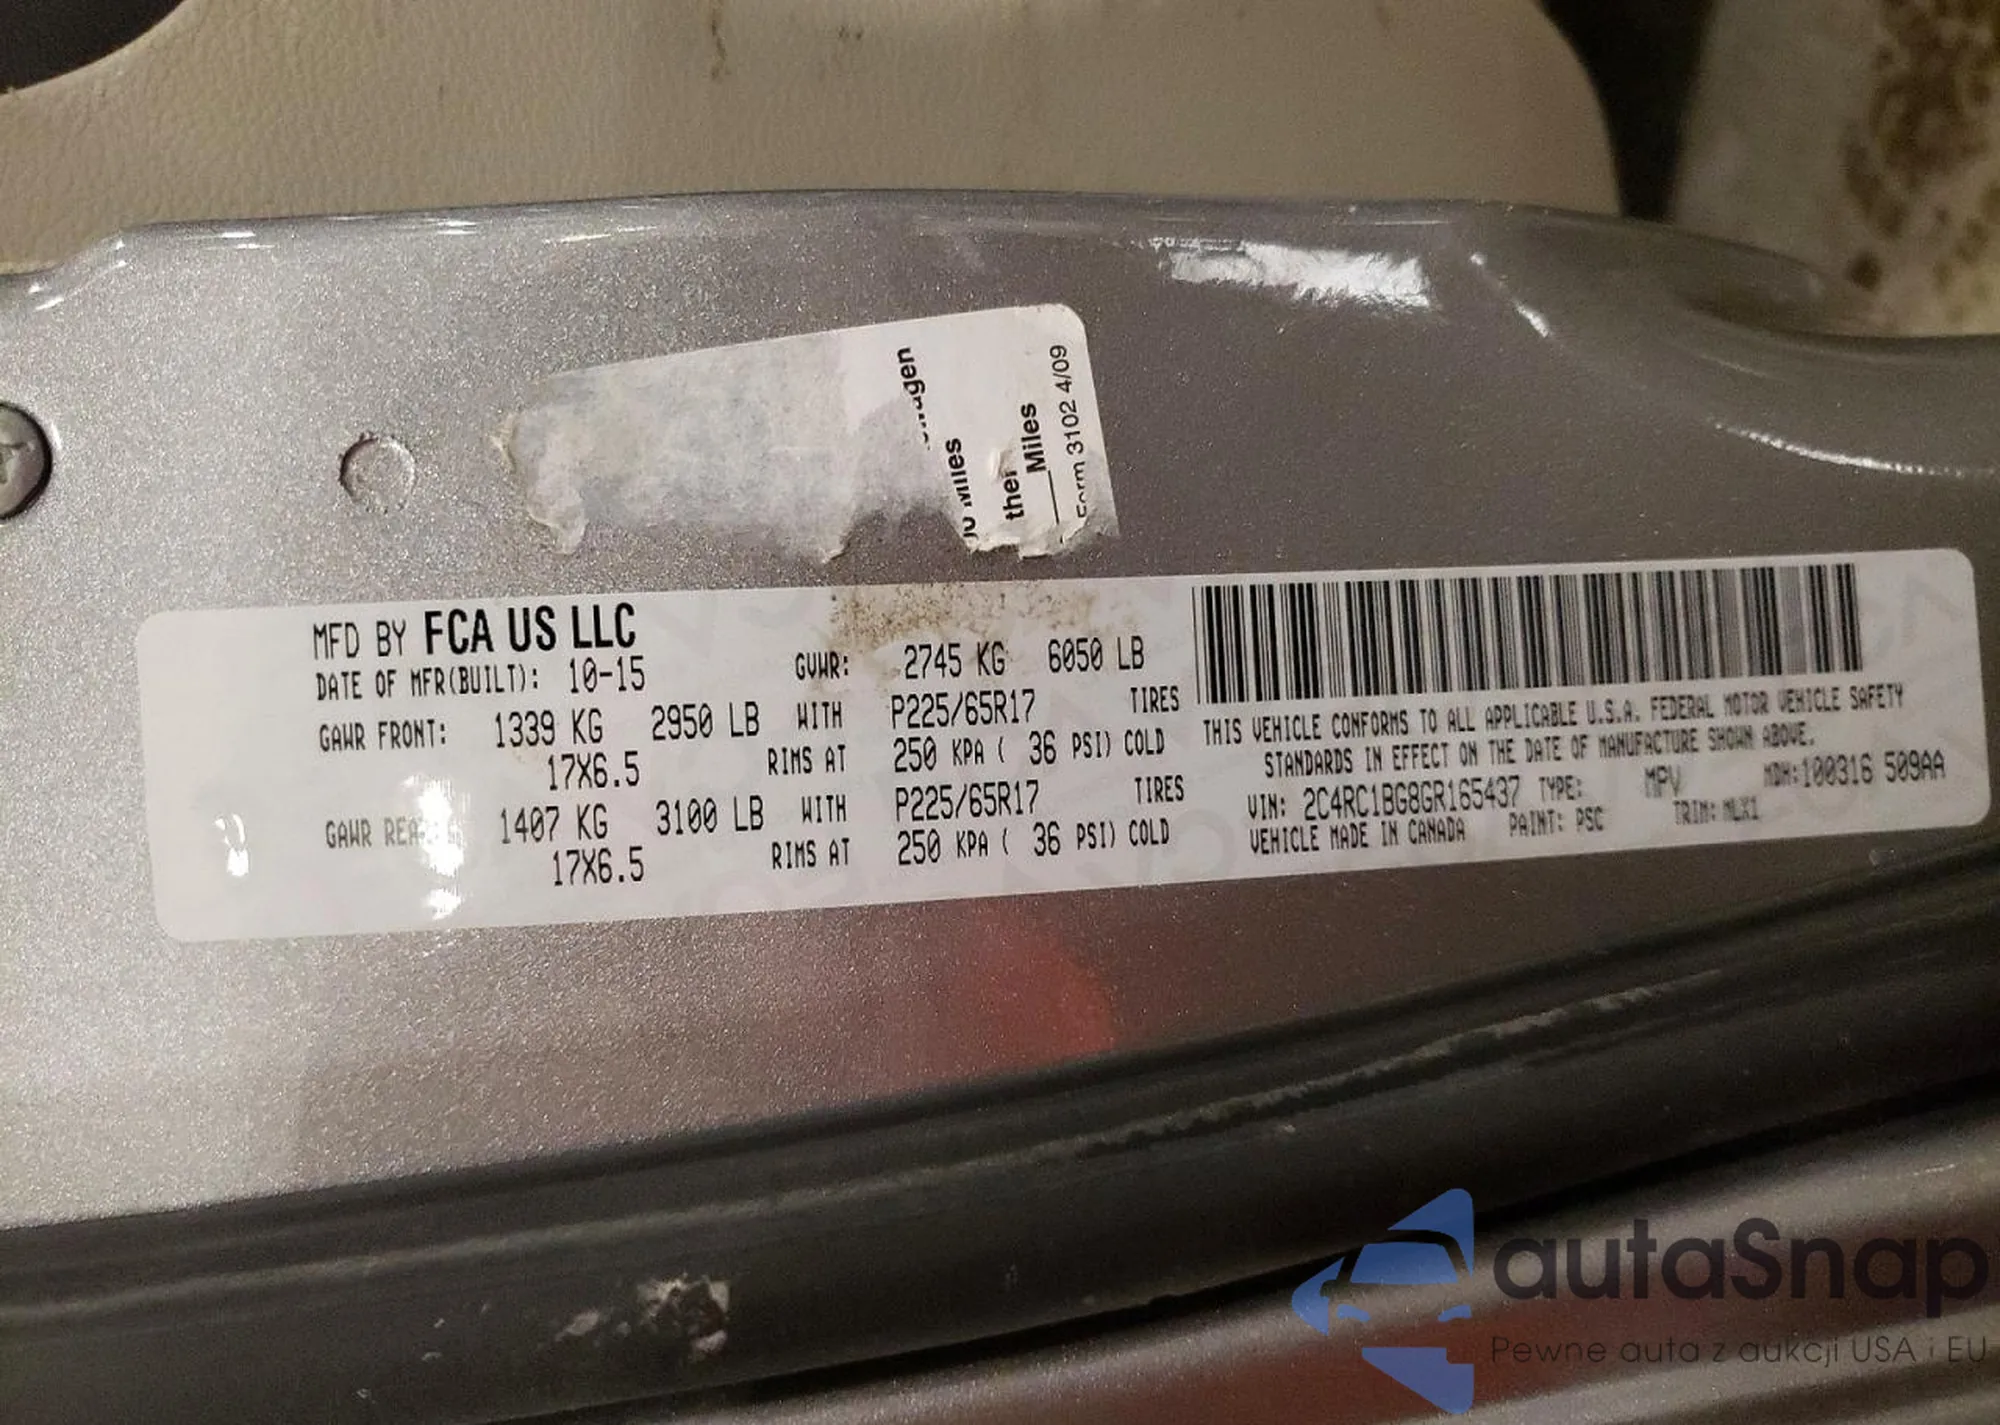 Miles
ther
Miles
Form 3102 4/09
MFD BY FCA US LLC
DATE OF MFR(BUILT): 10-15 GVWR: 2745 KG 6050 LB
GAWR FRONT: 1339 KG 2950 LB WITH P225/65R17 TIRES
17X6.5 RIMS AT 250 KPA ( 36 PSI) COLD
GAWR REAR: 1407 KG 3100 LB WITH P225/65R17 TIRES
17X6.5 RIMS AT 250 KPA ( 36 PSI) COLD
THIS VEHICLE CONFORMS TO ALL APPLICABLE U.S.A. FEDERAL MOTOR VEHICLE SAFETY
STANDARDS IN EFFECT ON THE DATE OF MANUFACTURE SHOWN ABOVE.
VIN: 2C4RC1BG8GR165437 TYPE: MPV MDH:100316 509AA
VEHICLE MADE IN CANADA PAINT: PSC TRIM: MLX1
autaSnap
Pewne auta z aukcji USA i EU